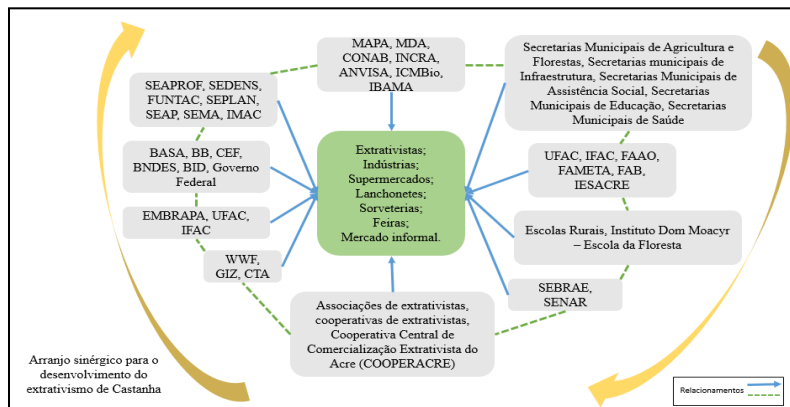 MAPA, MDA,
CONAB, INCRA,
ANVISA, ICMBio,
IBAMA
Secretarias Municipais de Agricultura e
Florestas, Secretarias municipais de
Infraestrutura, Secretarias Municipais de
Assistência Social, Secretarias
Municipais de Educação, Secretarias
Municipais de Saúde
SEAPROF, SEDENS,
FUNTAC, SEPLAN,
SEAP, SEMA, IMAC
BASA, BB, CEF,
BNDES, BID, Governo
Federal
EMBRAPA, UFAC,
IFAC
WWF,
GIZ, CTA
Extrativistas;
Indústrias;
Supermercados;
Lanchonetes;
Sorveterias;
Feiras;
Mercado informal.
UFAC, IFAC, FAAO,
FAMETA, FAB,
IESACRE
Escolas Rurais, Instituto Dom Moacyr
– Escola da Floresta
SEBRAE,
SENAR
Associações de extrativistas,
cooperativas de extrativistas,
Cooperativa Central de
Comercialização Extrativista do
Acre (COOPERACRE)
Arranjo sinérgico para o
desenvolvimento do
extrativismo de Castanha
Relacionamentos